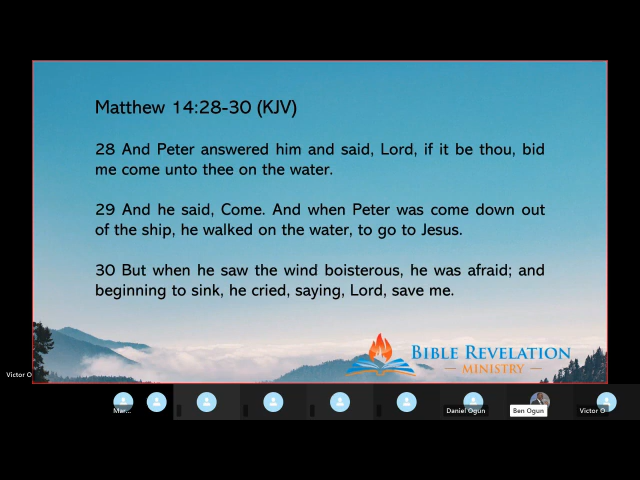 Matthew 14:28-30 (KJV)
28 And Peter answered him and said, Lord, if it be thou, bid
me come unto thee on the water.
29 And he said, Come. And when Peter was come down out
of the ship, he walked on the water, to go to Jesus.
30 But when he saw the wind boisterous, he was afraid; and
beginning to sink, he cried, saying, Lord, save me.
BIBLE REVELATION
MINISTRY
Victor O
Mar...
Daniel Ogun
Ben Ogun
Victor O